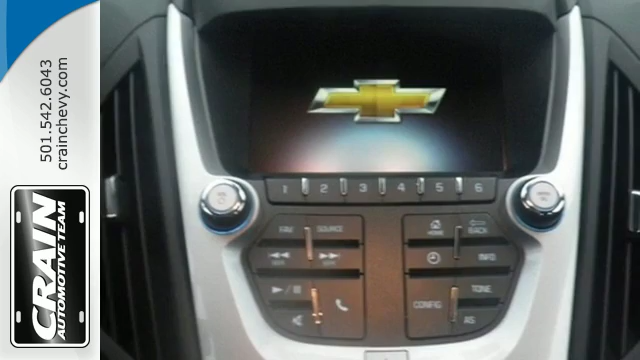 501.542.6043
crainchevy.com
CRAIN
AUTOMOTIVE TEAM
1 2 3 4 5 6
FAV SOURCE
HOME BACK
INFO
TONE
CONFIG
AS